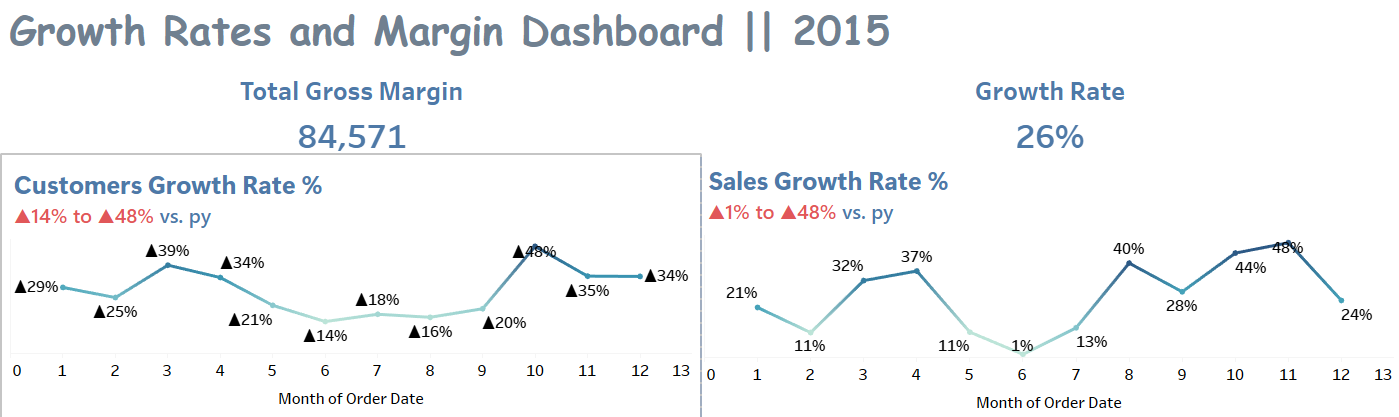 Growth Rates and Margin Dashboard || 2015
Total Gross Margin
84,571
Growth Rate
26%
Customers Growth Rate %
▲14% to ▲48% vs. py
▲29%
▲25%
▲39%
▲34%
▲21%
▲14%
▲18%
▲16%
▲20%
▲48%
▲35%
▲34%
0 1 2 3 4 5 6 7 8 9 10 11 12 13
Month of Order Date
Sales Growth Rate %
▲1% to ▲48% vs. py
21%
11%
32%
37%
11%
1%
13%
40%
28%
44%
48%
24%
0 1 2 3 4 5 6 7 8 9 10 11 12 13
Month of Order Date